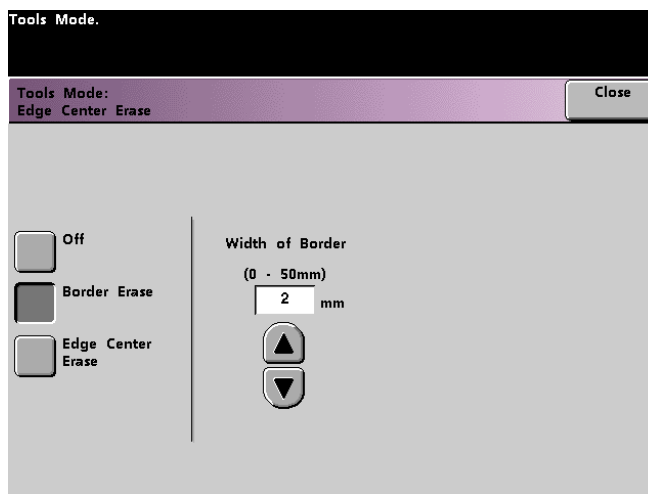 Tools Mode.
Tools Mode:
Edge Center Erase
Close
Off
Border Erase
Edge Center
Erase
Width of Border
(0 - 50mm)
2 mm